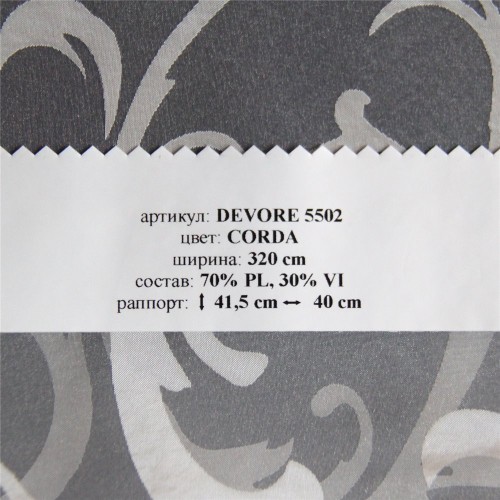 артикул: DEVORE 5502
цвет: CORDA
ширина: 320 cm
состав: 70% PL, 30% VI
раппорт: ↕ 41,5 cm ↔ 40 cm